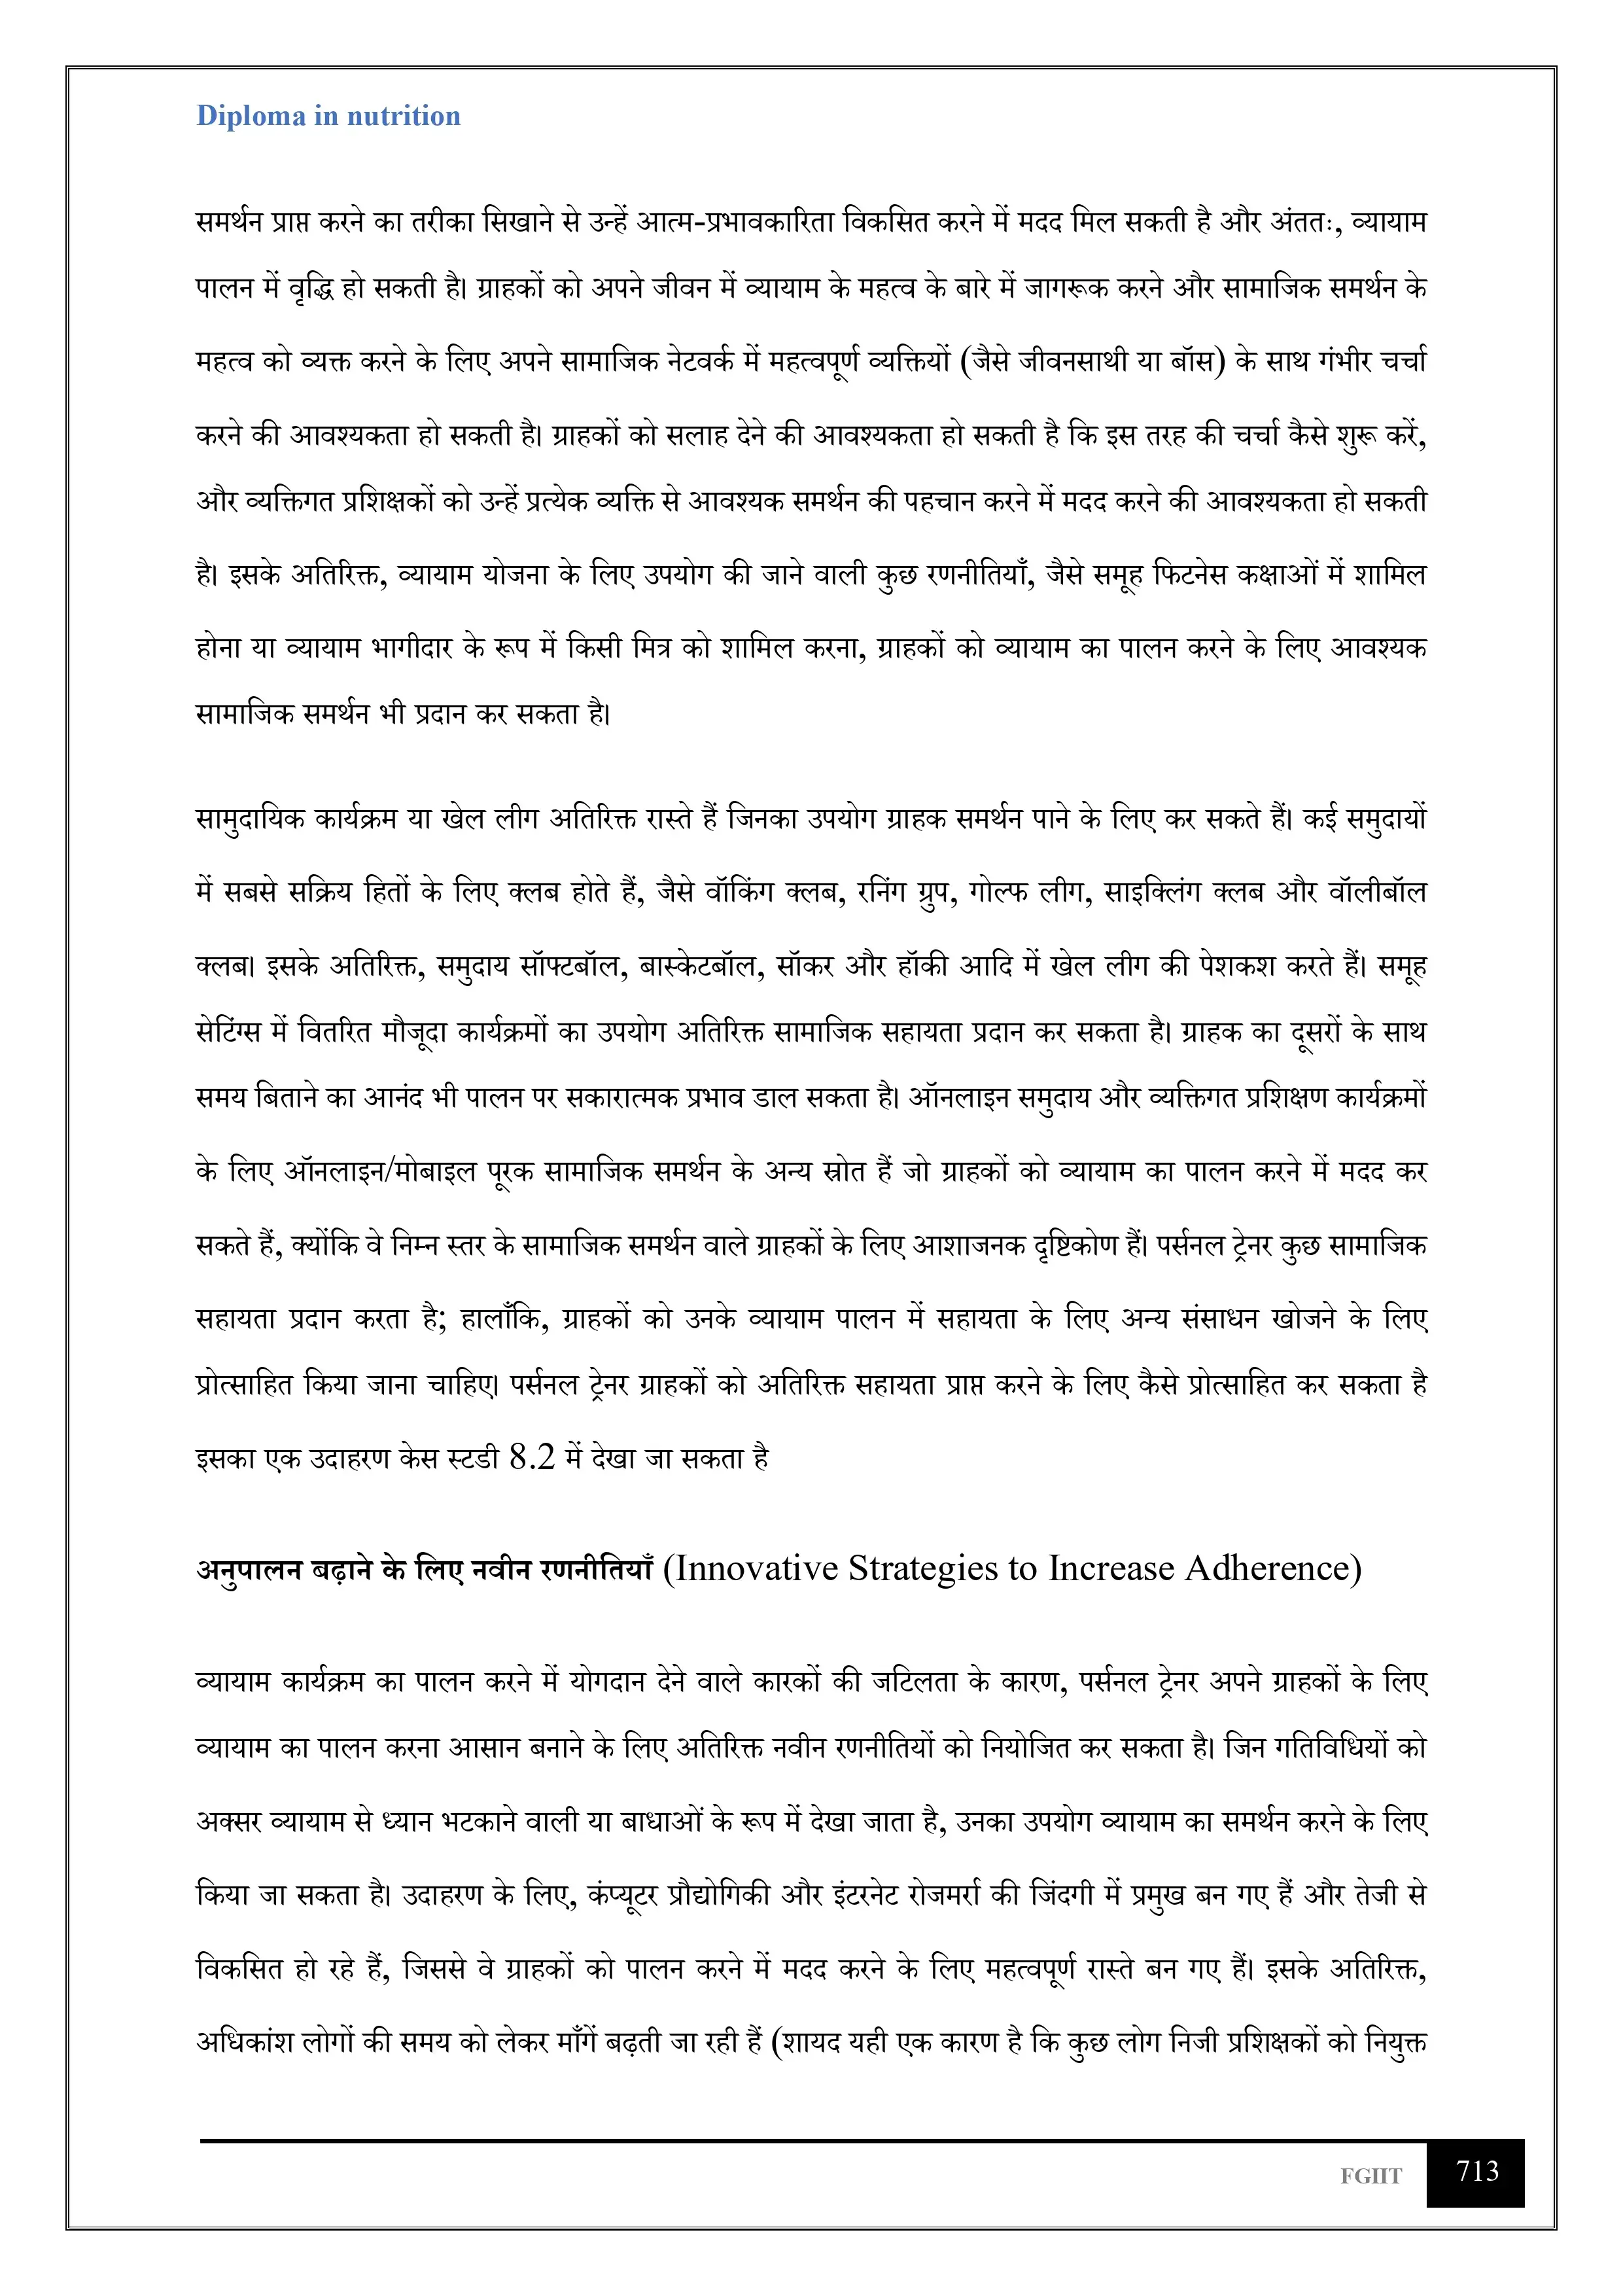 Diploma in nutrition
समर्थन प्राप्त करने का तरीका सिखाने से उन्हें आत्म-प्रभावकारिता विकसित करने में मदद मिल सकती है और अंततः, व्यायाम
पालन में वृद्धि हो सकती है। ग्राहकों को अपने जीवन में व्यायाम के महत्व के बारे में जागरूक करने और सामाजिक समर्थन के
महत्व को व्यक्त करने के लिए अपने सामाजिक नेटवर्क में महत्वपूर्ण व्यक्तियों (जैसे जीवनसाथी या बॉस) के साथ गंभीर चर्चा
करने की आवश्यकता हो सकती है। ग्राहकों को सलाह देने की आवश्यकता हो सकती है कि इस तरह की चर्चा कैसे शुरू करें,
और व्यक्तिगत प्रशिक्षकों को उन्हें प्रत्येक व्यक्ति से आवश्यक समर्थन की पहचान करने में मदद करने की आवश्यकता हो सकती
है। इसके अतिरिक्त, व्यायाम योजना के लिए उपयोग की जाने वाली कुछ रणनीतियाँ, जैसे समूह फिटनेस कक्षाओं में शामिल
होना या व्यायाम भागीदार के रूप में किसी मित्र को शामिल करना, ग्राहकों को व्यायाम का पालन करने के लिए आवश्यक
सामाजिक समर्थन भी प्रदान कर सकता है।
सामुदायिक कार्यक्रम या खेल लीग अतिरिक्त रास्ते हैं जिनका उपयोग ग्राहक समर्थन पाने के लिए कर सकते हैं। कई समुदायों
में सबसे सक्रिय हितों के लिए क्लब होते हैं, जैसे वॉकिंग क्लब, रनिंग ग्रुप, गोल्फ लीग, साइक्लिंग क्लब और वॉलीबॉल
क्लब। इसके अतिरिक्त, समुदाय सॉफ्टबॉल, बास्केटबॉल, सॉकर और हॉकी आदि में खेल लीग की पेशकश करते हैं। समूह
सेटिंग्स में वितरित मौजूदा कार्यक्रमों का उपयोग अतिरिक्त सामाजिक सहायता प्रदान कर सकता है। ग्राहक का दूसरों के साथ
समय बिताने का आनंद भी पालन पर सकारात्मक प्रभाव डाल सकता है। ऑनलाइन समुदाय और व्यक्तिगत प्रशिक्षण कार्यक्रमों
के लिए ऑनलाइन/मोबाइल पूरक सामाजिक समर्थन के अन्य स्रोत हैं जो ग्राहकों को व्यायाम का पालन करने में मदद कर
सकते हैं, क्योंकि वे निम्न स्तर के सामाजिक समर्थन वाले ग्राहकों के लिए आशाजनक दृष्टिकोण हैं। पर्सनल ट्रेनर कुछ सामाजिक
सहायता प्रदान करता है; हालाँकि, ग्राहकों को उनके व्यायाम पालन में सहायता के लिए अन्य संसाधन खोजने के लिए
प्रोत्साहित किया जाना चाहिए। पर्सनल ट्रेनर ग्राहकों को अतिरिक्त सहायता प्राप्त करने के लिए कैसे प्रोत्साहित कर सकता है
इसका एक उदाहरण केस स्टडी 8.2 में देखा जा सकता है
अनुपालन बढ़ाने के लिए नवीन रणनीतियाँ (Innovative Strategies to Increase Adherence)
व्यायाम कार्यक्रम का पालन करने में योगदान देने वाले कारकों की जटिलता के कारण, पर्सनल ट्रेनर अपने ग्राहकों के लिए
व्यायाम का पालन करना आसान बनाने के लिए अतिरिक्त नवीन रणनीतियों को नियोजित कर सकता है। जिन गतिविधियों को
अक्सर व्यायाम से ध्यान भटकाने वाली या बाधाओं के रूप में देखा जाता है, उनका उपयोग व्यायाम का समर्थन करने के लिए
किया जा सकता है। उदाहरण के लिए, कंप्यूटर प्रौद्योगिकी और इंटरनेट रोजमर्रा की जिंदगी में प्रमुख बन गए हैं और तेजी से
विकसित हो रहे हैं, जिससे वे ग्राहकों को पालन करने में मदद करने के लिए महत्वपूर्ण रास्ते बन गए हैं। इसके अतिरिक्त,
अधिकांश लोगों की समय को लेकर माँगें बढ़ती जा रही हैं (शायद यही एक कारण है कि कुछ लोग निजी प्रशिक्षकों को नियुक्त
FGIIT 713